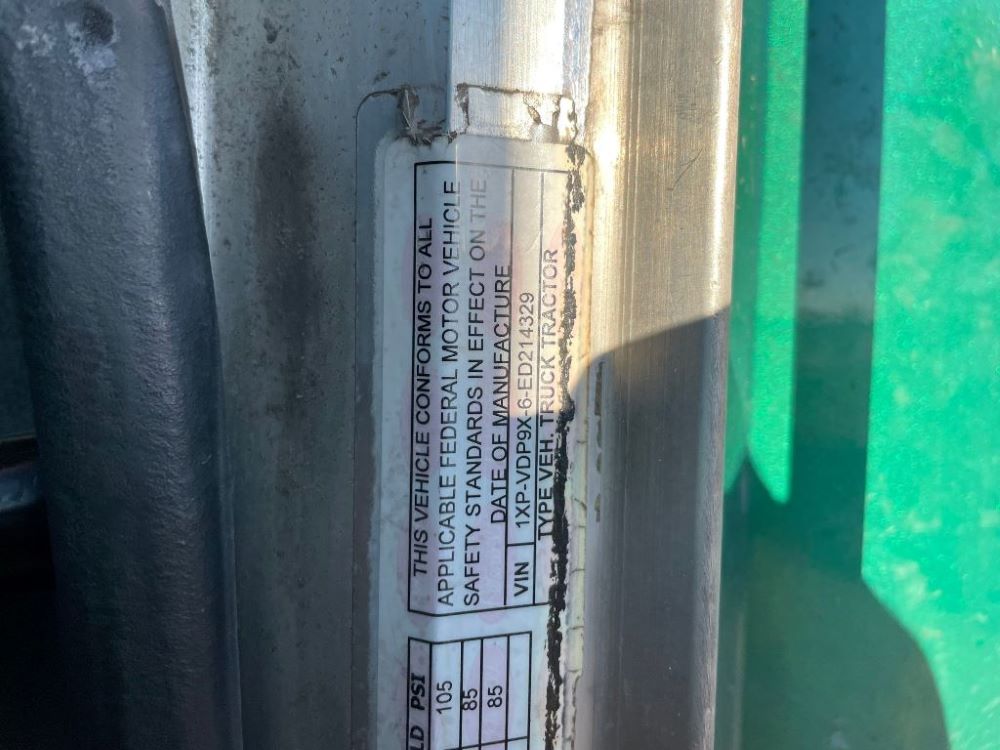 THIS VEHICLE CONFORMS TO ALL
APPLICABLE FEDERAL MOTOR VEHICLE
SAFETY STANDARDS IN EFFECT ON THE
DATE OF MANUFACTURE
VIN 1XP-VDP9X-6-ED214329
TYPE VEH. TRUCK TRACTOR
LD PSI
105
85
85